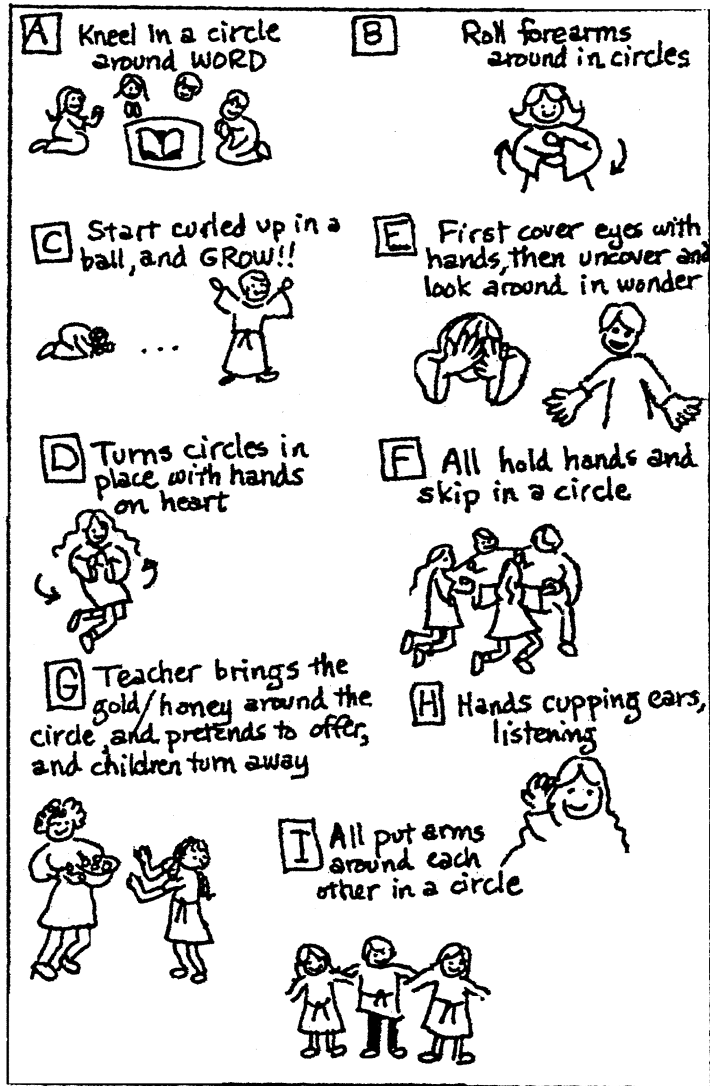 A Kneel in a circle
around WORD
B Roll forearms
around in circles
C Start curled up in a
ball, and GROW!!
...
E First cover eyes with
hands, then uncover and
look around in wonder
D Turns circles in
place with hands
on heart
F All hold hands and
skip in a circle
G Teacher brings the
gold/honey around the
circle, and pretends to offer,
and children turn away
H Hands cupping ears,
listening
I All put arms
around each
other in a circle